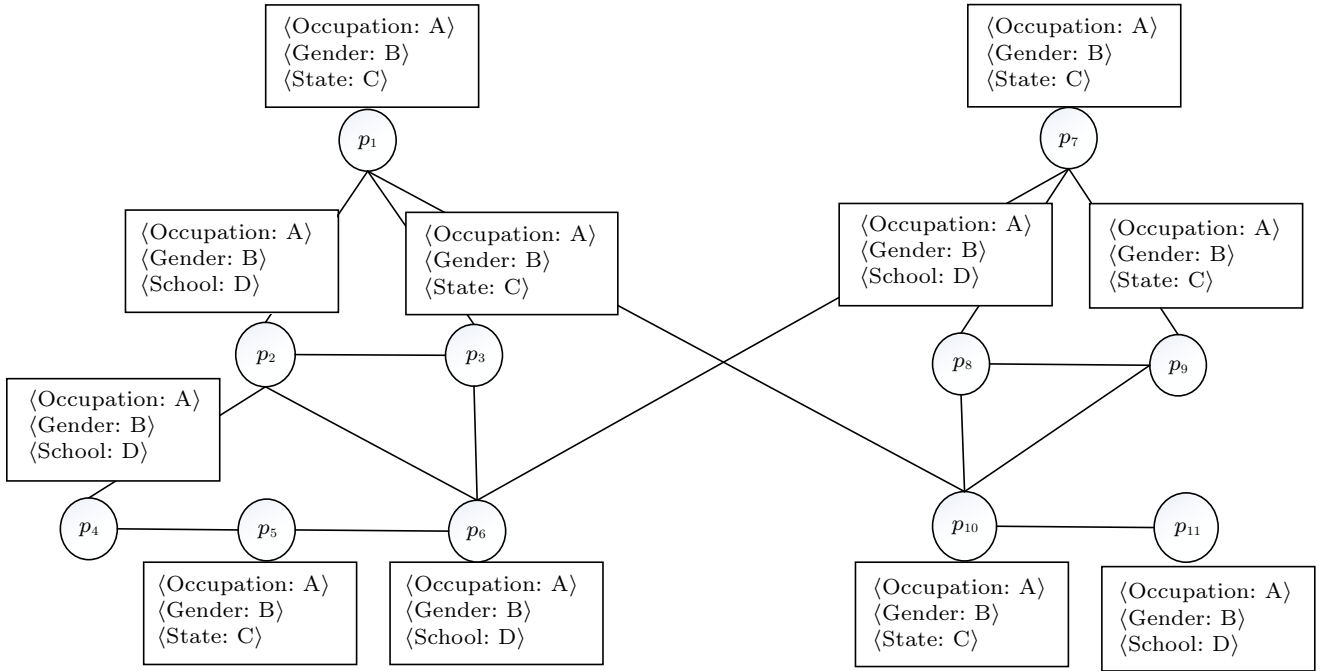 ⟨Occupation: A⟩
⟨Gender: B⟩
⟨State: C⟩
p₁
⟨Occupation: A⟩
⟨Gender: B⟩
⟨State: C⟩
p₇
⟨Occupation: A⟩
⟨Gender: B⟩
⟨School: D⟩
p₂
⟨Occupation: A⟩
⟨Gender: B⟩
⟨State: C⟩
p₃
⟨Occupation: A⟩
⟨Gender: B⟩
⟨School: D⟩
p₈
⟨Occupation: A⟩
⟨Gender: B⟩
⟨State: C⟩
p₉
⟨Occupation: A⟩
⟨Gender: B⟩
⟨School: D⟩
p₄
p₅
⟨Occupation: A⟩
⟨Gender: B⟩
⟨State: C⟩
p₆
⟨Occupation: A⟩
⟨Gender: B⟩
⟨School: D⟩
p₁₀
⟨Occupation: A⟩
⟨Gender: B⟩
⟨State: C⟩
p₁₁
⟨Occupation: A⟩
⟨Gender: B⟩
⟨School: D⟩